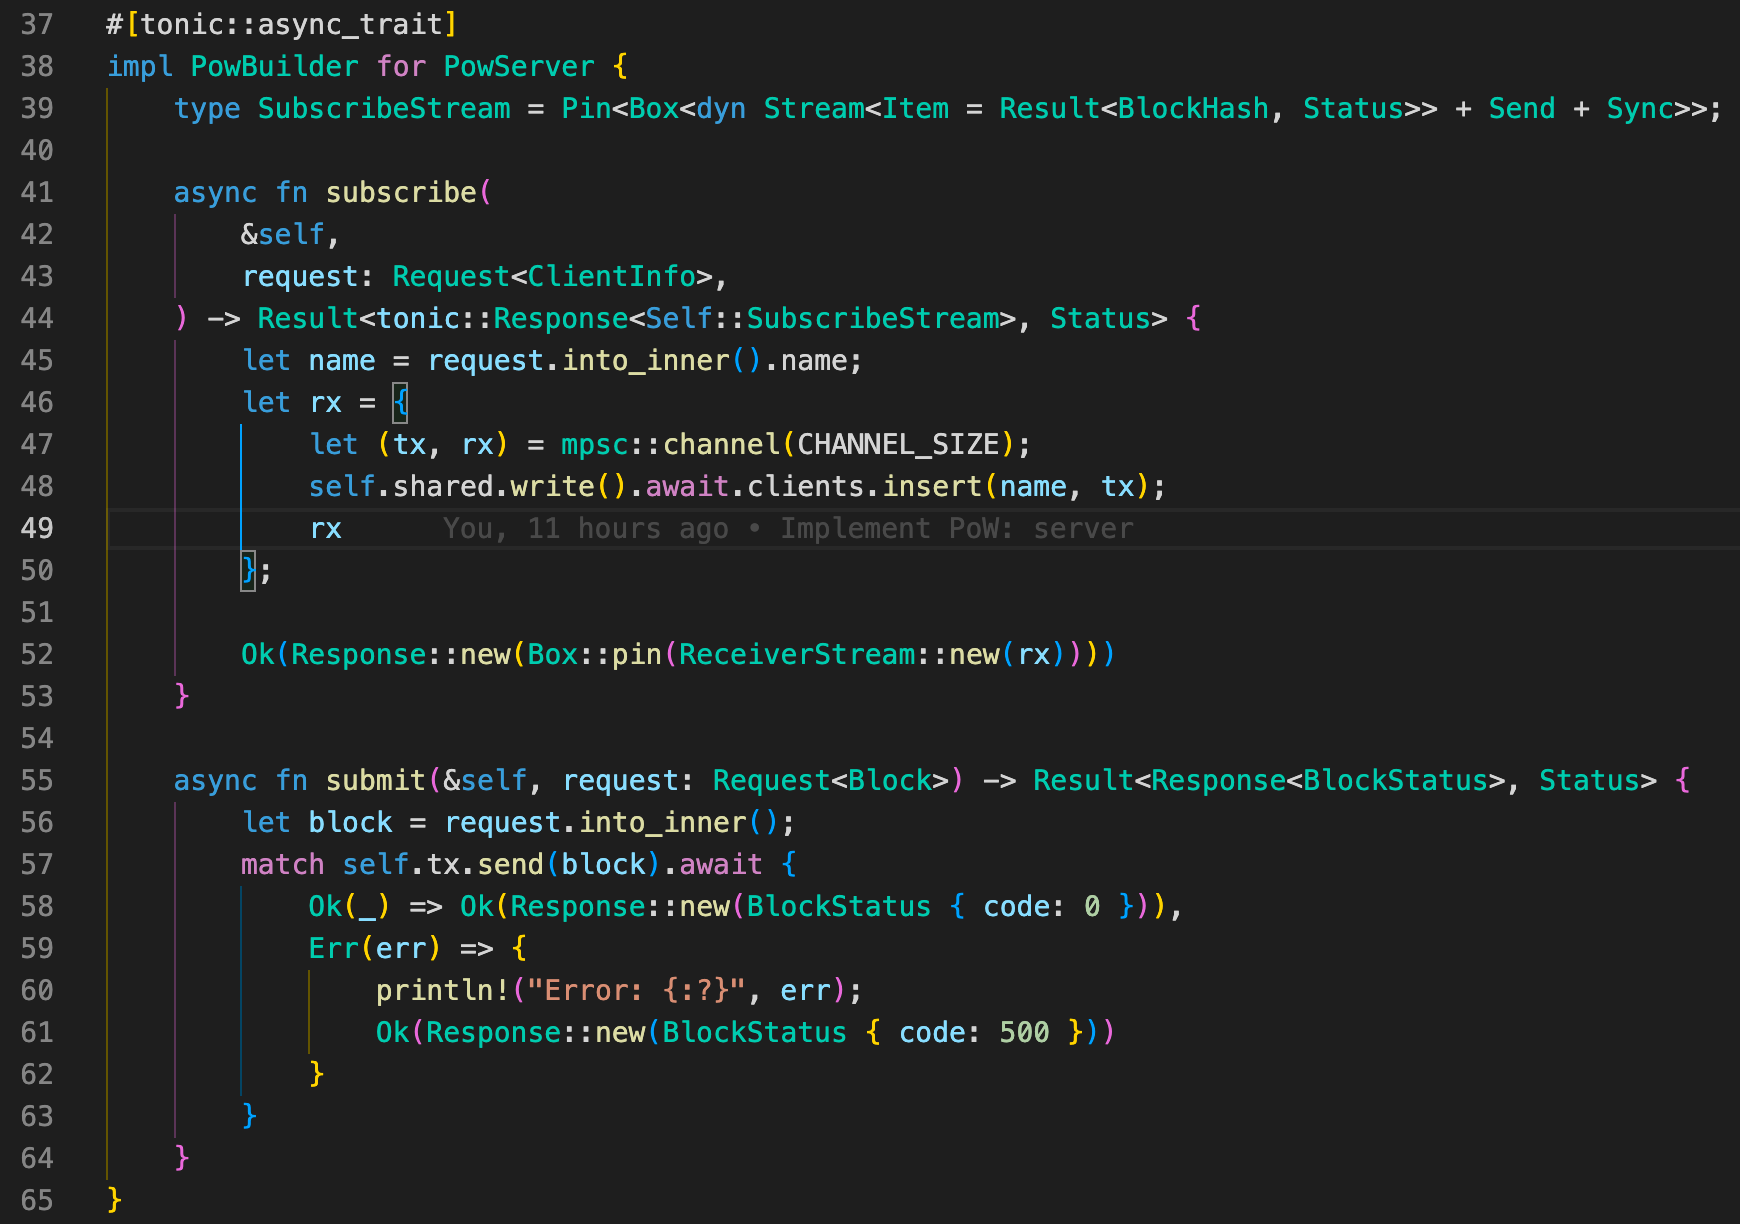 37 #[tonic::async_trait]
38 impl PowBuilder for PowServer {
39     type SubscribeStream = Pin<Box<dyn Stream<Item = Result<BlockHash, Status>> + Send + Sync>>;
40
41     async fn subscribe(
42         &self,
43         request: Request<ClientInfo>,
44     ) -> Result<tonic::Response<Self::SubscribeStream>, Status> {
45         let name = request.into_inner().name;
46         let rx = {
47             let (tx, rx) = mpsc::channel(CHANNEL_SIZE);
48             self.shared.write().await.clients.insert(name, tx);
49             rx      You, 11 hours ago • Implement PoW: server
50         };
51
52         Ok(Response::new(Box::pin(ReceiverStream::new(rx))))
53     }
54
55     async fn submit(&self, request: Request<Block>) -> Result<Response<BlockStatus>, Status> {
56         let block = request.into_inner();
57         match self.tx.send(block).await {
58             Ok(_) => Ok(Response::new(BlockStatus { code: 0 })),
59             Err(err) => {
60                 println!("Error: {:?}", err);
61                 Ok(Response::new(BlockStatus { code: 500 }))
62             }
63         }
64     }
65 }